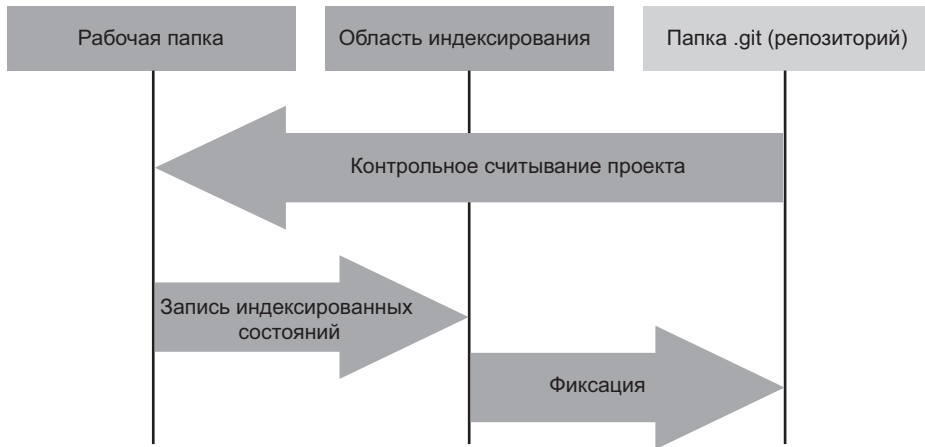 Рабочая папка
Область индексирования
Папка .git (репозиторий)
Контрольное считывание проекта
Запись индексированных
состояний
Фиксация